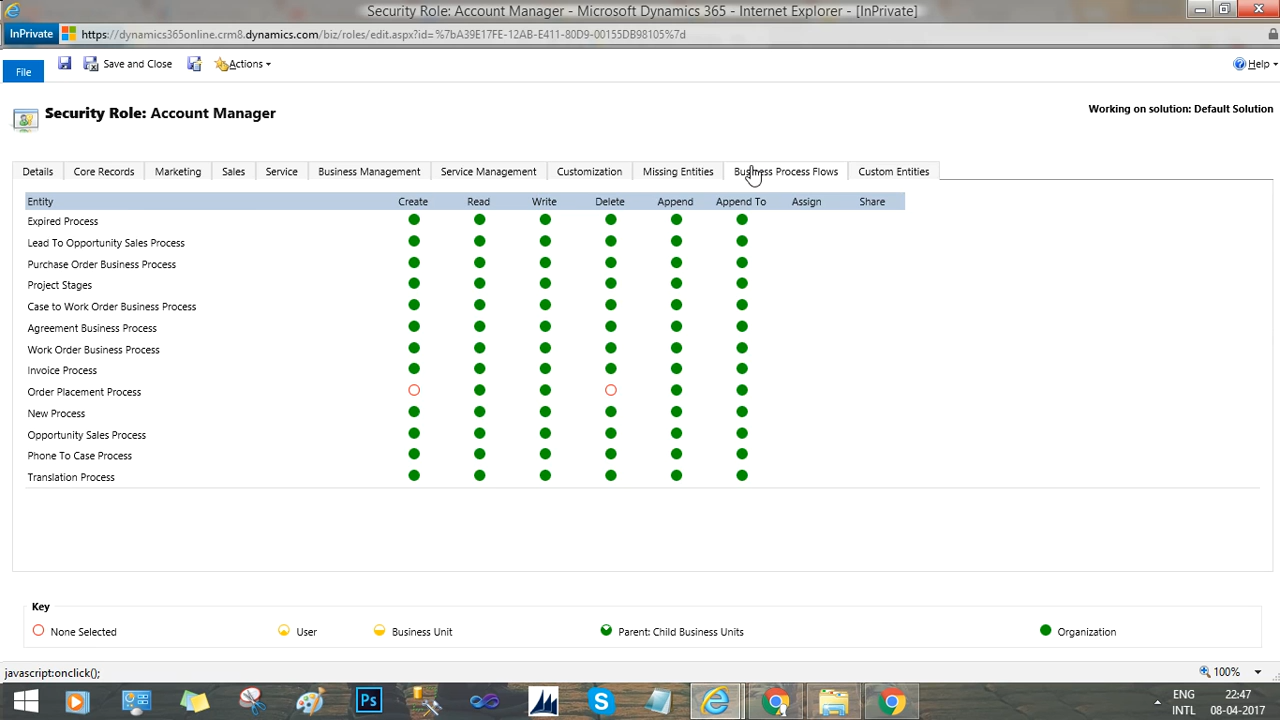 Security Role: Account Manager - Microsoft Dynamics 365 - Internet Explorer - [InPrivate]
InPrivate https://dynamics365online.crm8.dynamics.com/biz/roles/edit.aspx?id=%7bA39E17FE-12AB-E411-80D9-00155DB98105%7d
File Save and Close Actions Help
Security Role: Account Manager Working on solution: Default Solution
Details Core Records Marketing Sales Service Business Management Service Management Customization Missing Entities Business Process Flows Custom Entities
Entity Create Read Write Delete Append Append To Assign Share
Expired Process
Lead To Opportunity Sales Process
Purchase Order Business Process
Project Stages
Case to Work Order Business Process
Agreement Business Process
Work Order Business Process
Invoice Process
Order Placement Process
New Process
Opportunity Sales Process
Phone To Case Process
Translation Process
Key
None Selected User Business Unit Parent: Child Business Units Organization
javascript:onclick(); 100%
Ps
ENG 22:47
INTL 08-04-2017